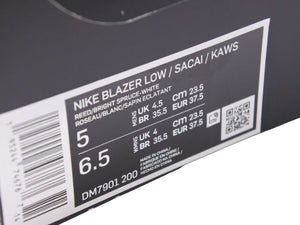 NIKE BLAZER LOW / SACAI / KAWS
REED/BRIGHT SPRUCE-WHITE
ROSEAU/BLANC/SAPIN ECLATANT
5 UK 4.5 cm 23.5
BR 35.5 EUR 37.5
6.5 UK 4 cm 23.5
BR 35.5 EUR 37.5
DM7901 200